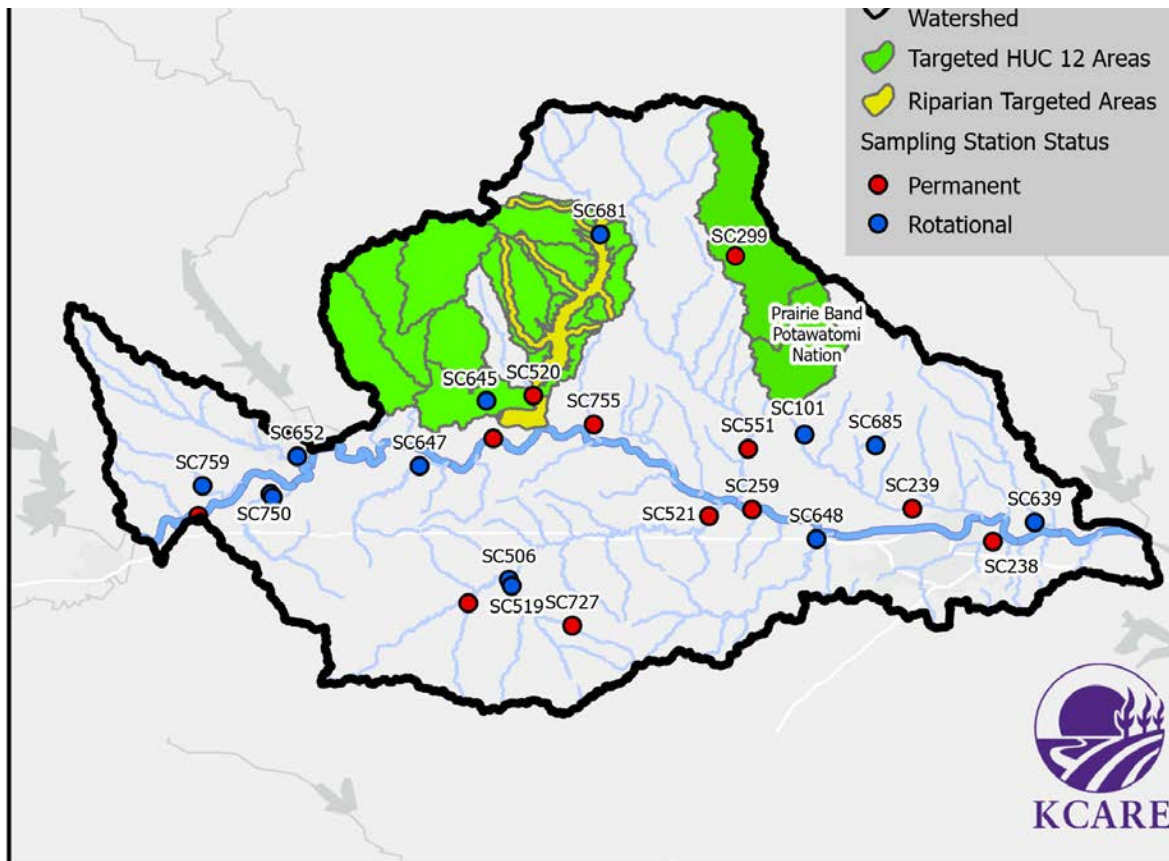 Watershed
Targeted HUC 12 Areas
Riparian Targeted Areas
Sampling Station Status
Permanent
Rotational
SC681
SC299
Prairie Band
Potawatomi
Nation
SC645
SC520
SC755
SC101
SC551
SC685
SC652
SC647
SC759
SC750
SC259
SC521
SC239
SC639
SC648
SC238
SC506
SC519
SC727
KCARE